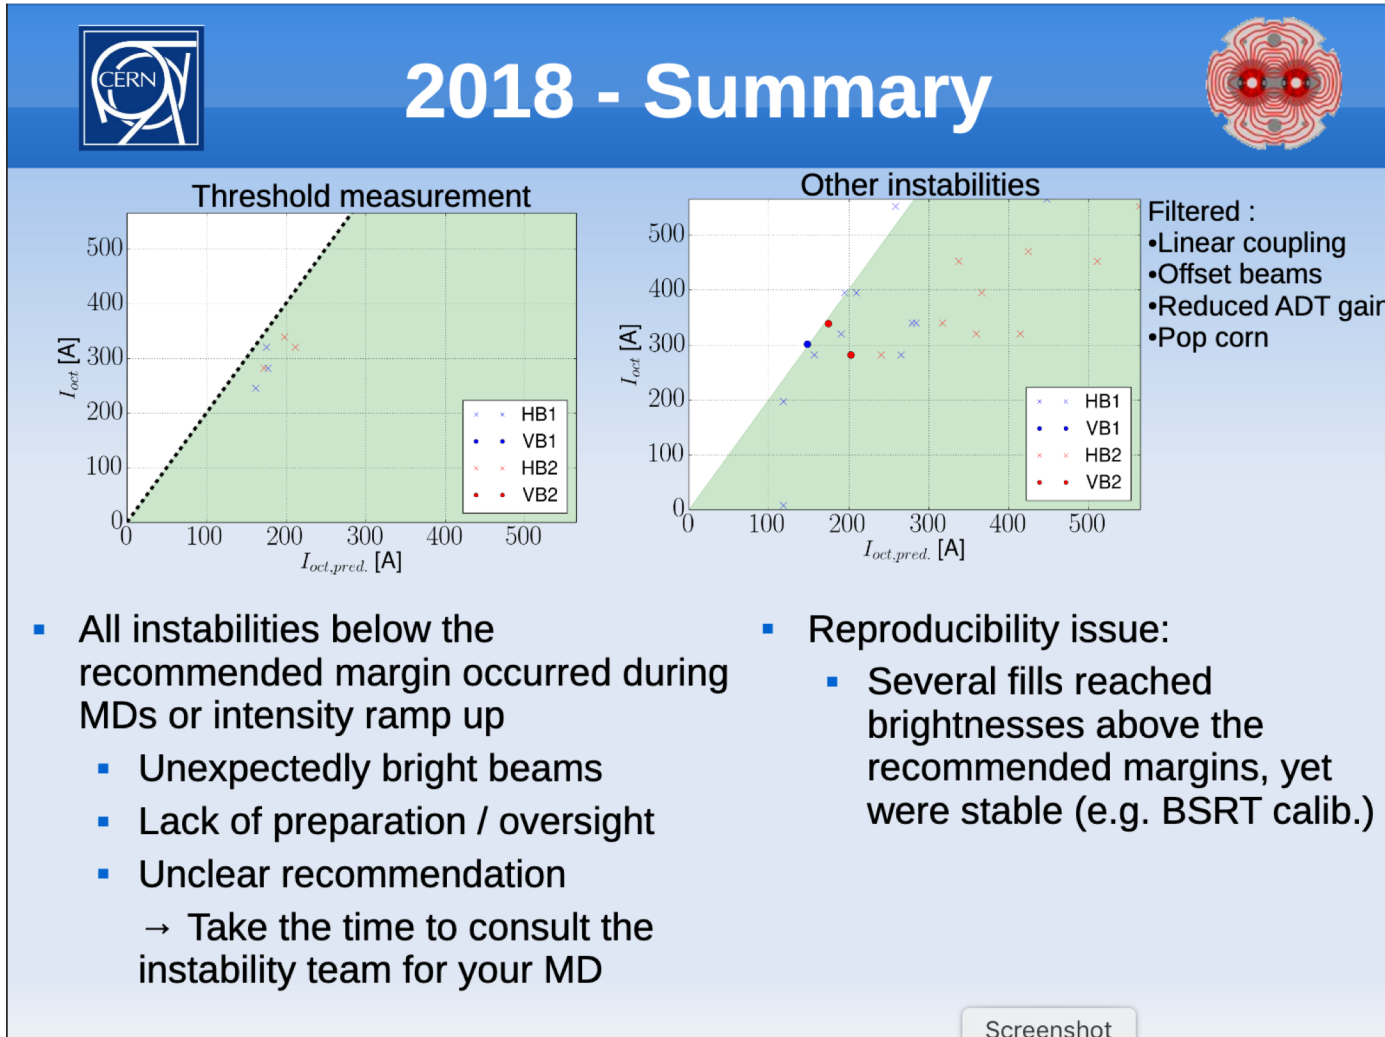 CERN
2018 - Summary
Threshold measurement
500
400
300
200
100
0
0 100 200 300 400 500
I_oct [A]
I_oct,pred. [A]
HB1
VB1
HB2
VB2
Other instabilities
500
400
300
200
100
0
0 100 200 300 400 500
I_oct [A]
I_oct,pred. [A]
HB1
VB1
HB2
VB2
Filtered :
•Linear coupling
•Offset beams
•Reduced ADT gain
•Pop corn
All instabilities below the
recommended margin occurred during
MDs or intensity ramp up
Unexpectedly bright beams
Lack of preparation / oversight
Unclear recommendation
→ Take the time to consult the
instability team for your MD
Reproducibility issue:
Several fills reached
brightnesses above the
recommended margins, yet
were stable (e.g. BSRT calib.)
Screenshot